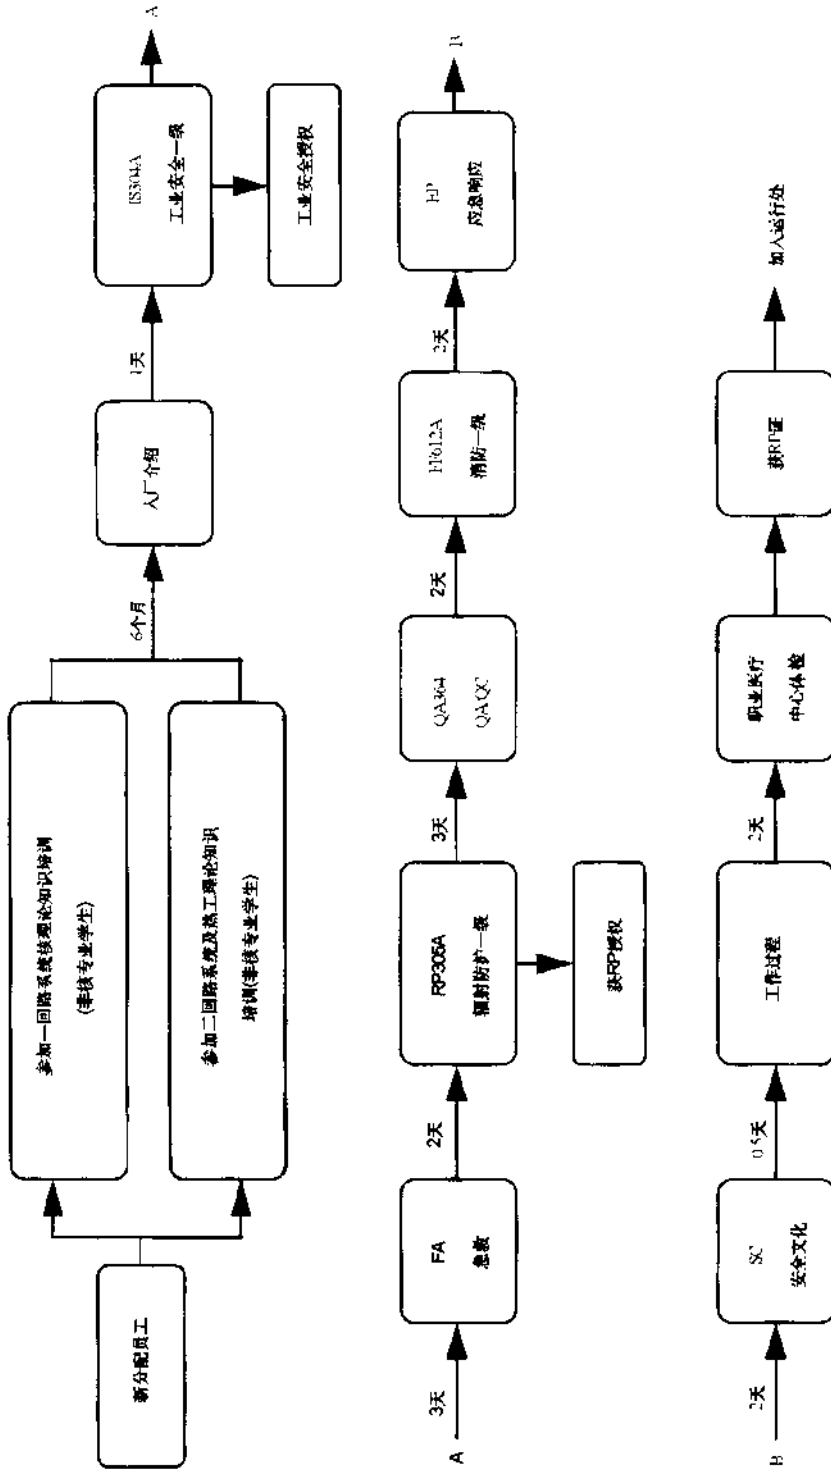 新分配员工
参加一回路系统核理论知识培训
(非核专业学生)
参加二回路系统及热工理论知识
培训(非核专业学生)
6个月
入厂介绍
1天
IS304A
工业安全一级
A
工业安全授权
A
3天
FA
急救
2天
RP305A
辐射防护一级
获RP授权
3天
QA364
QA\QC
2天
FF612A
消防一级
2天
EP
应急响应
B
B
2天
SC
安全文化
0.5天
工作过程
2天
职业医疗
中心体检
获RP证
加入运行处